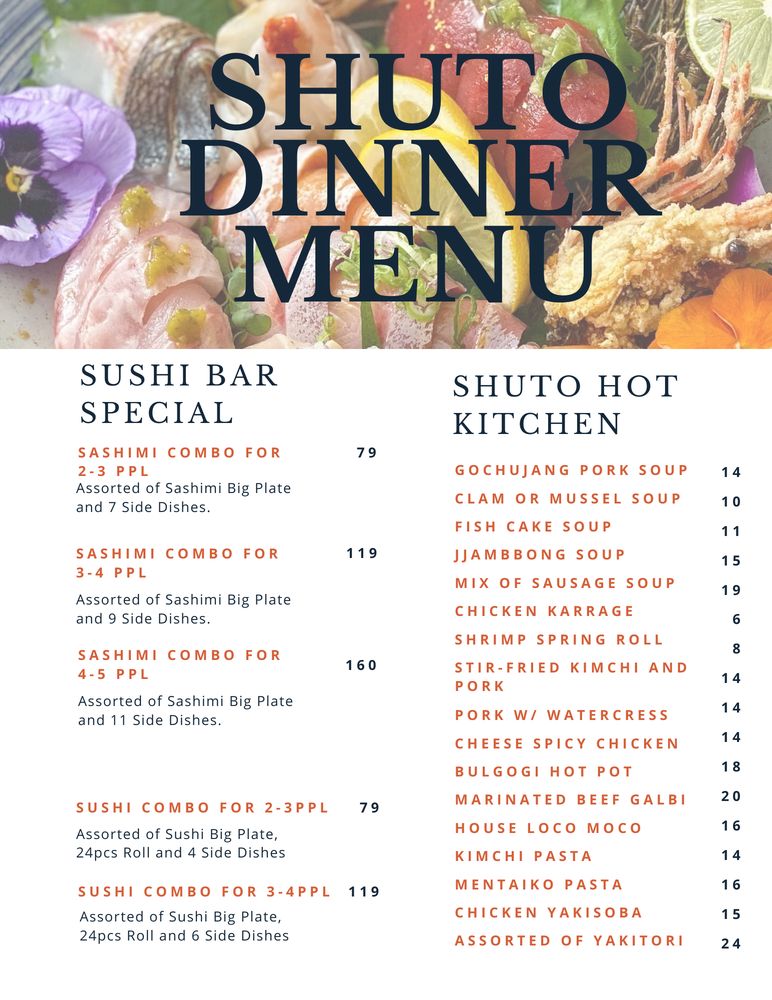 SHUTO
DINNER
MENU
SUSHI BAR
SPECIAL
SASHIMI COMBO FOR 79
2-3 PPL
Assorted of Sashimi Big Plate
and 7 Side Dishes.
SASHIMI COMBO FOR 119
3-4 PPL
Assorted of Sashimi Big Plate
and 9 Side Dishes.
SASHIMI COMBO FOR 160
4-5 PPL
Assorted of Sashimi Big Plate
and 11 Side Dishes.
SUSHI COMBO FOR 2-3PPL 79
Assorted of Sushi Big Plate,
24pcs Roll and 4 Side Dishes
SUSHI COMBO FOR 3-4PPL 119
Assorted of Sushi Big Plate,
24pcs Roll and 6 Side Dishes
SHUTO HOT
KITCHEN
GOCHUJANG PORK SOUP 14
CLAM OR MUSSEL SOUP 10
FISH CAKE SOUP 11
JJAMBBONG SOUP 15
MIX OF SAUSAGE SOUP 19
CHICKEN KARRAGE 6
SHRIMP SPRING ROLL 8
STIR-FRIED KIMCHI AND 14
PORK
PORK W/ WATERCRESS 14
CHEESE SPICY CHICKEN 14
BULGOGI HOT POT 18
MARINATED BEEF GALBI 20
HOUSE LOCO MOCO 16
KIMCHI PASTA 14
MENTAIKO PASTA 16
CHICKEN YAKISOBA 15
ASSORTED OF YAKITORI 24